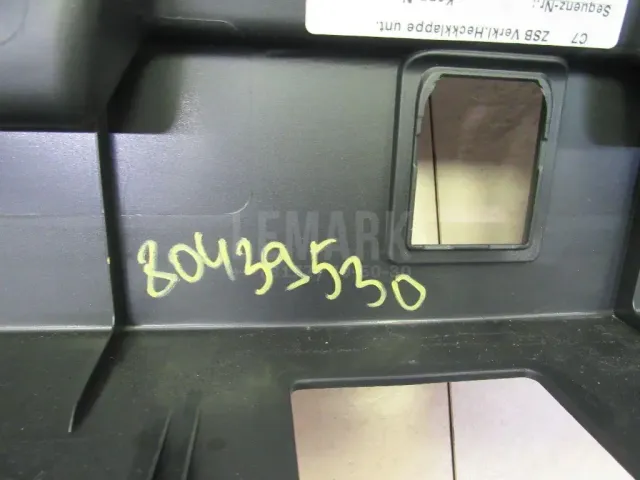 C7 ZSB Verkl.Heckklappe unt.
Sequenz-Nr.:
80439530
LEMARK